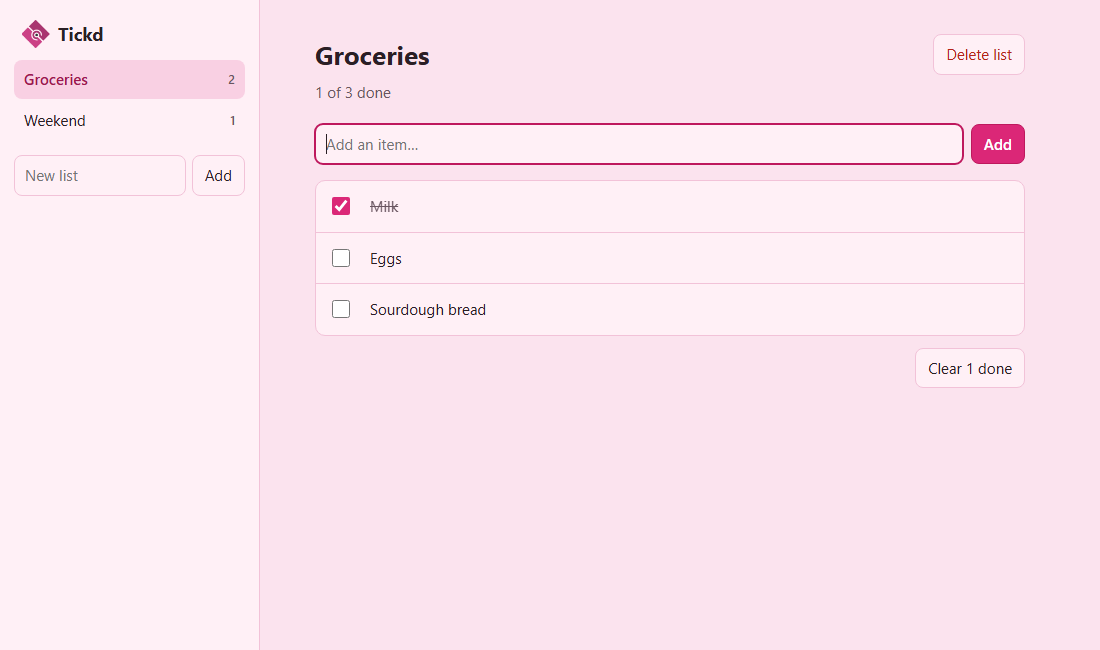 Tickd
Groceries 2
Weekend 1
New list Add
Groceries
Delete list
1 of 3 done
Add an item... Add
Milk
Eggs
Sourdough bread
Clear 1 done